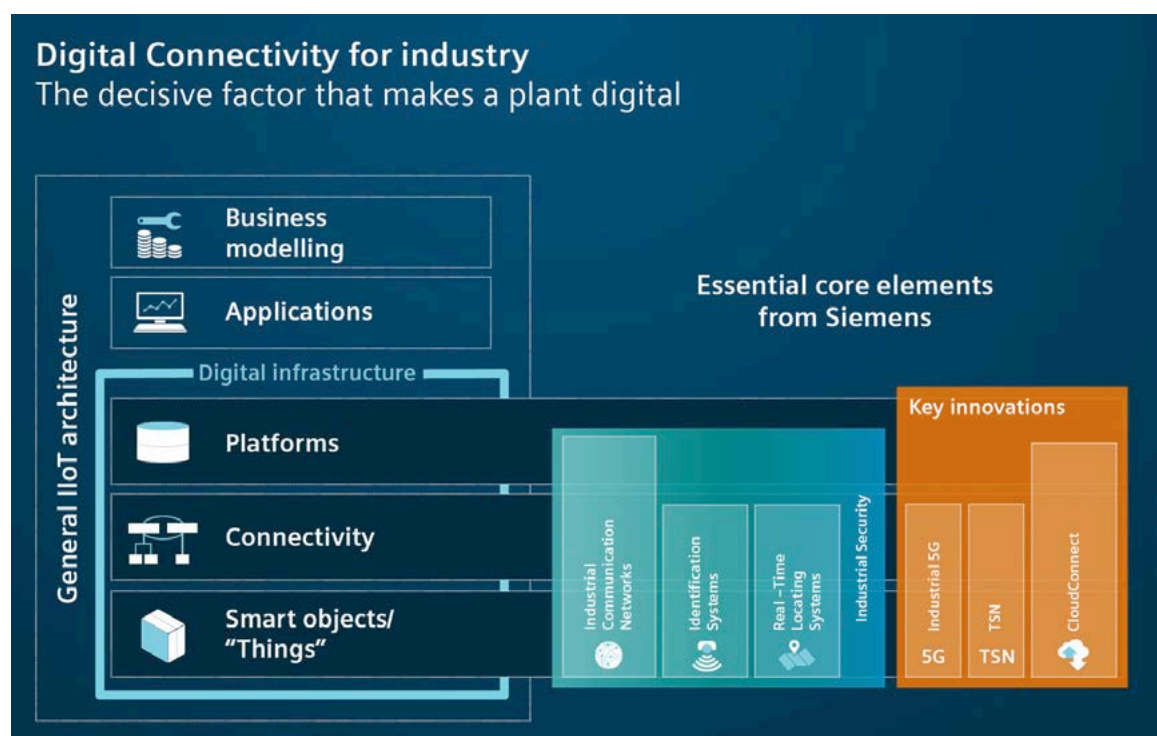 Digital Connectivity for industry
The decisive factor that makes a plant digital
General IIoT architecture
Business
modelling
Applications
Digital infrastructure
Platforms
Connectivity
Smart objects/
“Things”
Essential core elements
from Siemens
Industrial
Communication
Networks
Identification
Systems
Real –Time
Locating
Systems
Industrial Security
Key innovations
Industrial 5G
5G
TSN
TSN
CloudConnect